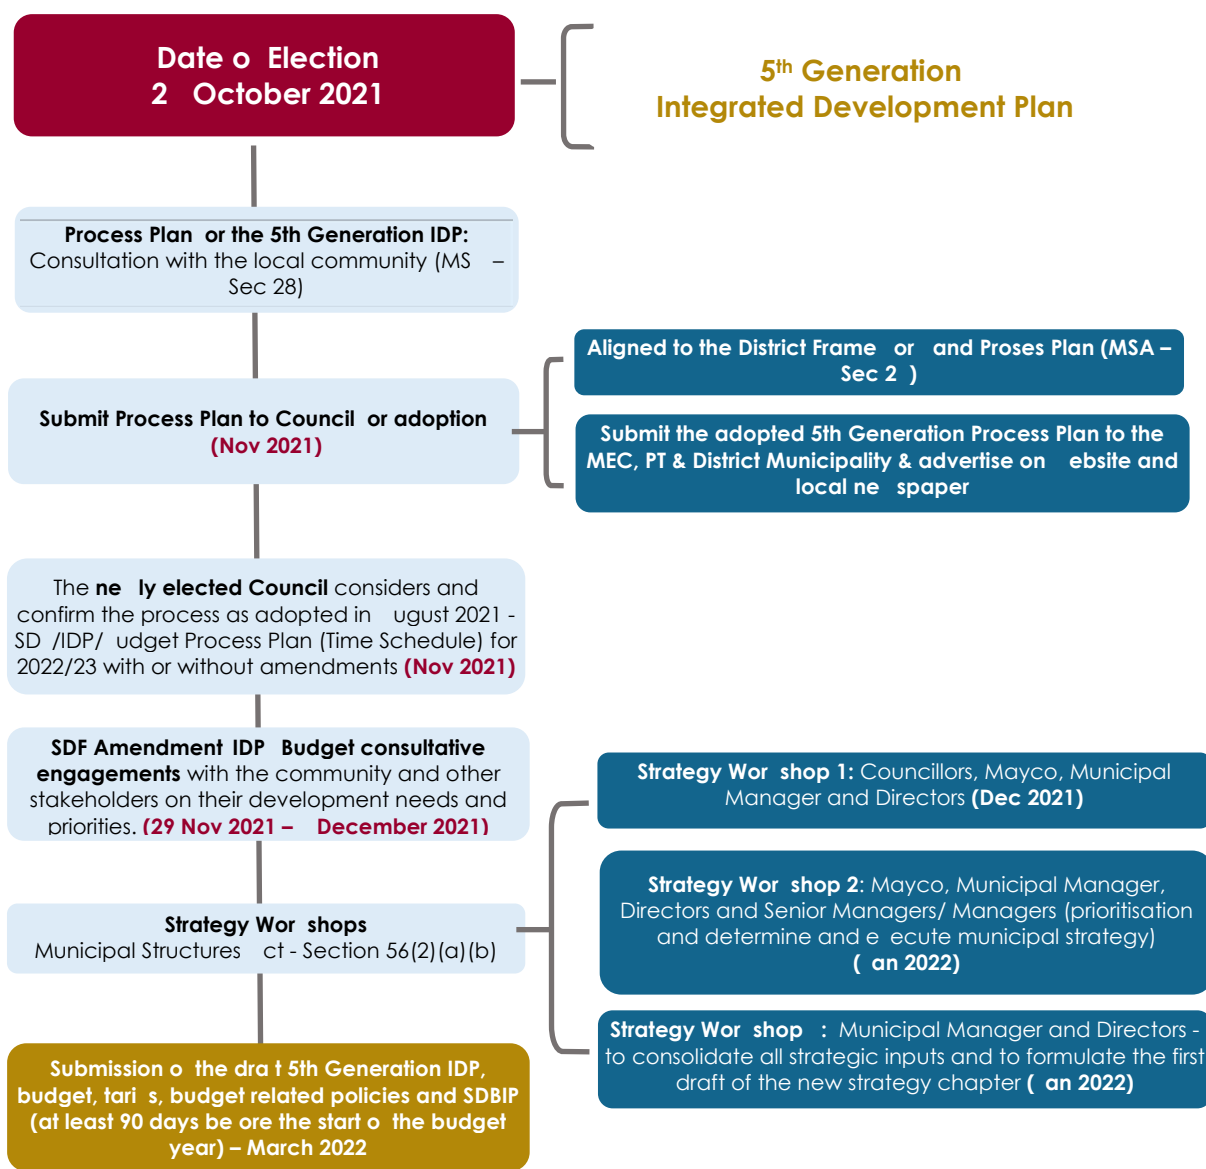 Date o Election
2 October 2021
5th Generation
Integrated Development Plan
Process Plan or the 5th Generation IDP:
Consultation with the local community (MS –
Sec 28)
Submit Process Plan to Council or adoption
(Nov 2021)
Aligned to the District Frame or and Proses Plan (MSA –
Sec 2 )
Submit the adopted 5th Generation Process Plan to the
MEC, PT & District Municipality & advertise on ebsite and
local ne spaper
The ne ly elected Council considers and
confirm the process as adopted in ugust 2021 -
SD /IDP/ udget Process Plan (Time Schedule) for
2022/23 with or without amendments (Nov 2021)
SDF Amendment IDP Budget consultative
engagements with the community and other
stakeholders on their development needs and
priorities. (29 Nov 2021 – December 2021)
Strategy Wor shops
Municipal Structures ct - Section 56(2)(a)(b)
Strategy Wor shop 1: Councillors, Mayco, Municipal
Manager and Directors (Dec 2021)
Strategy Wor shop 2: Mayco, Municipal Manager,
Directors and Senior Managers/ Managers (prioritisation
and determine and e ecute municipal strategy)
( an 2022)
Strategy Wor shop : Municipal Manager and Directors -
to consolidate all strategic inputs and to formulate the first
draft of the new strategy chapter ( an 2022)
Submission o the dra t 5th Generation IDP,
budget, tari s, budget related policies and SDBIP
(at least 90 days be ore the start o the budget
year) – March 2022